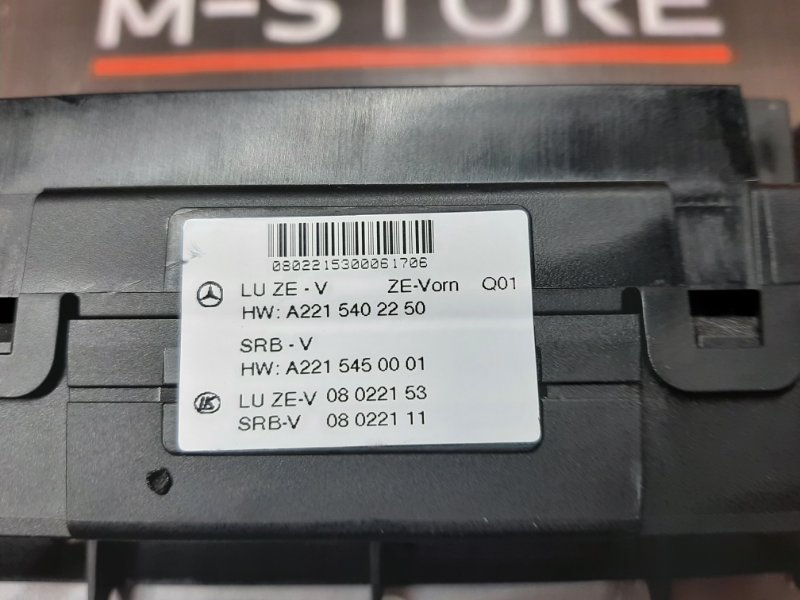 M-STORE
0802215300061706
LU ZE - V ZE-Vorn Q01
HW: A221 540 22 50
SRB - V
HW: A221 545 00 01
LU ZE-V 08 0221 53
SRB-V 08 0221 11